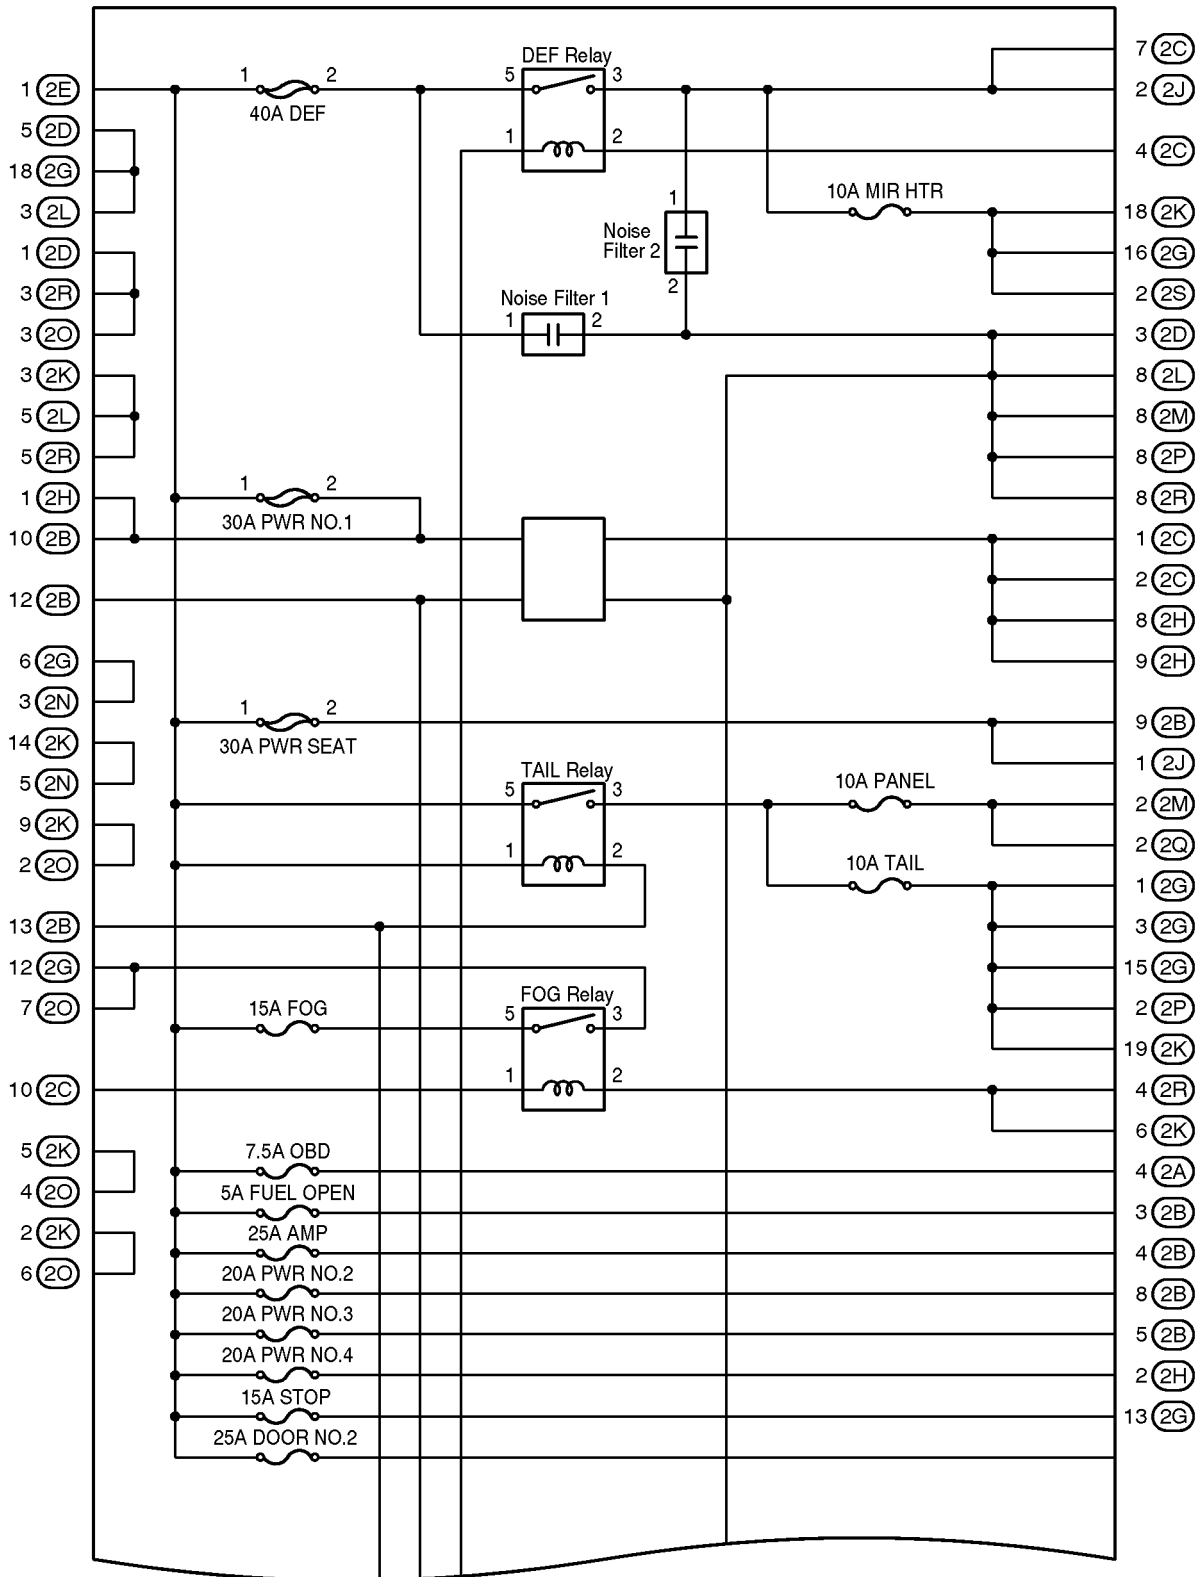 7 2C
DEF Relay
1 2E 1 2 5 3 2 2J
40A DEF
5 2D 1 2 4 2C
18 2G
10A MIR HTR
3 2L 1 18 2K
Noise
Filter 2
1 2D 16 2G
3 2R 2 2 2S
Noise Filter 1
3 2O 1 2 3 2D
3 2K 8 2L
5 2L 8 2M
5 2R 8 2P
1 2H 1 2 8 2R
30A PWR NO.1
10 2B 1 2C
2 2C
12 2B
8 2H
6 2G 9 2H
3 2N
1 2 9 2B
30A PWR SEAT
14 2K
TAIL Relay
1 2J
5 2N
10A PANEL
5 3 2 2M
9 2K
2 2Q
10A TAIL
2 2O 1 2 1 2G
13 2B 3 2G
12 2G 15 2G
FOG Relay
7 2O 15A FOG 5 3 2 2P
19 2K
10 2C 1 2 4 2R
6 2K
5 2K 7.5A OBD
4 2A
4 2O 5A FUEL OPEN
3 2B
2 2K 25A AMP
4 2B
6 2O 20A PWR NO.2
8 2B
20A PWR NO.3
5 2B
20A PWR NO.4
2 2H
15A STOP
13 2G
25A DOOR NO.2